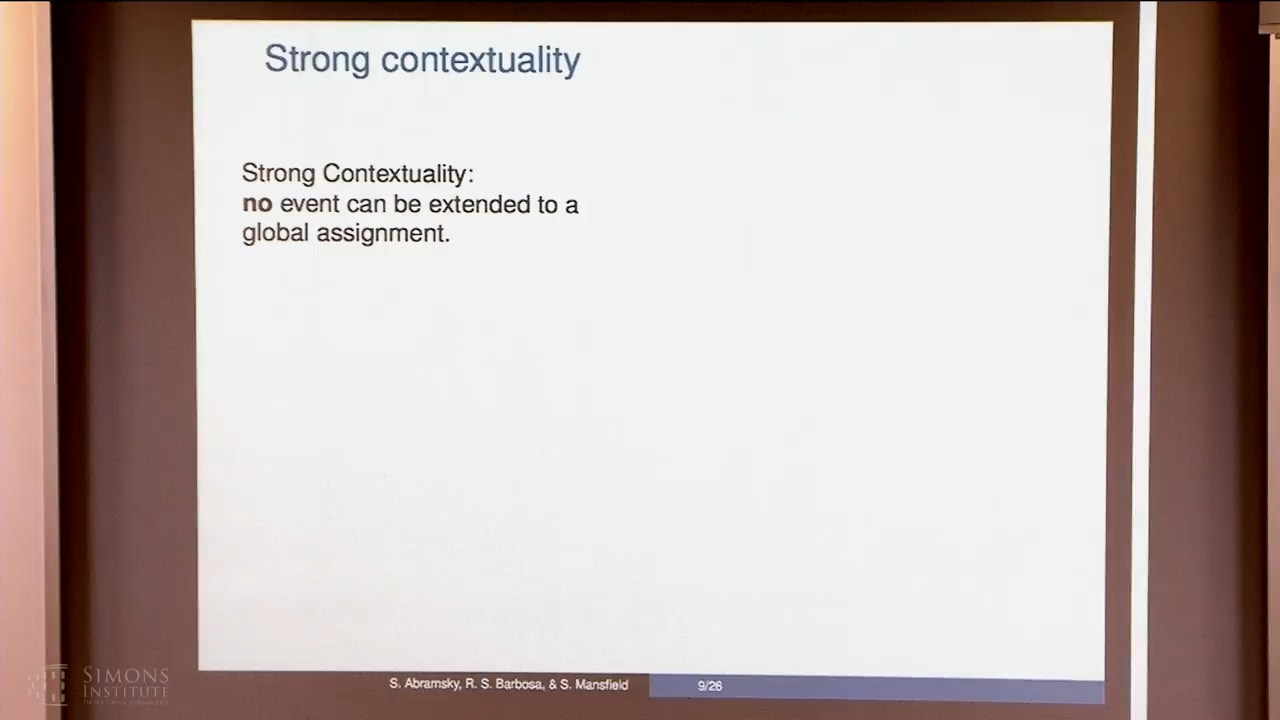 Strong contextuality
Strong Contextuality:
no event can be extended to a
global assignment.
S. Abramsky, R. S. Barbosa, & S. Mansfield
9/26
SIMONS
INSTITUTE